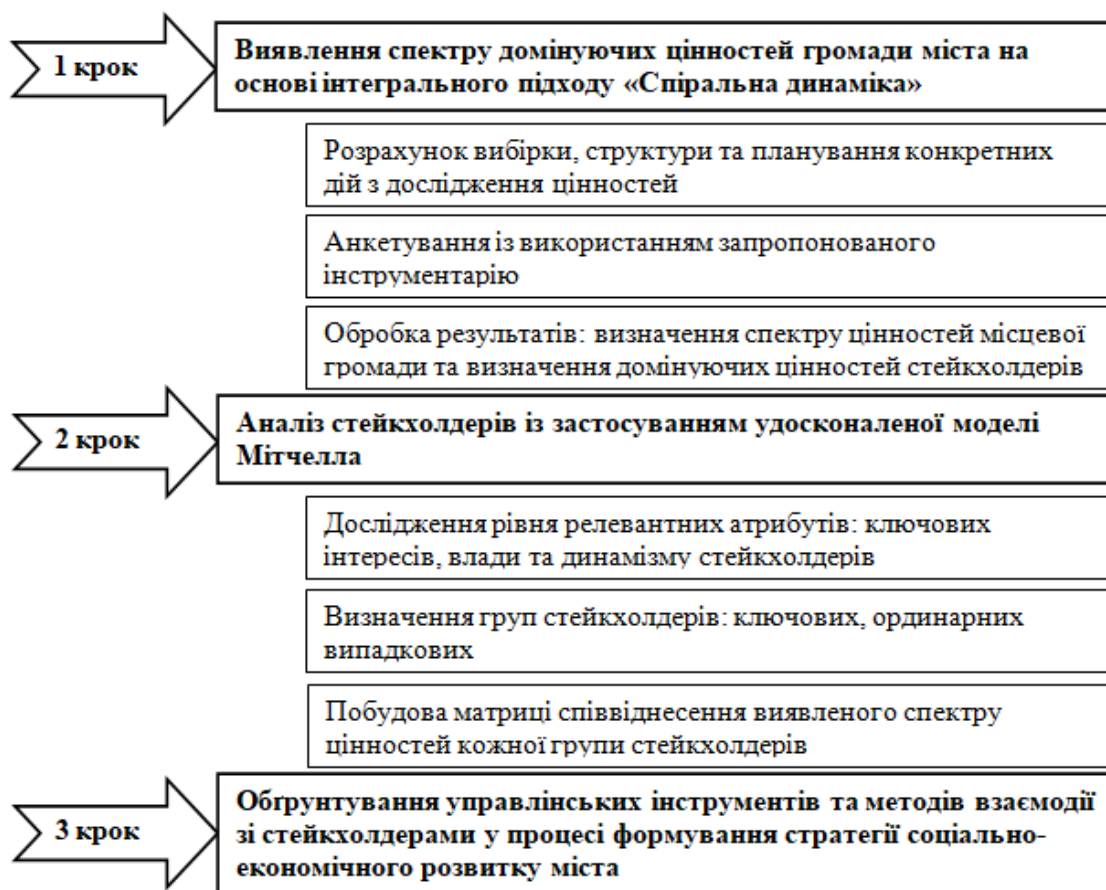 1 крок
Виявлення спектру домінуючих цінностей громади міста на
основі інтегрального підходу «Спіральна динаміка»
Розрахунок вибірки, структури та планування конкретних
дій з дослідження цінностей
Анкетування із використанням запропонованого
інструментарію
Обробка результатів: визначення спектру цінностей місцевої
громади та визначення домінуючих цінностей стейкхолдерів
2 крок
Аналіз стейкхолдерів із застосуванням удосконаленої моделі
Мітчелла
Дослідження рівня релевантних атрибутів: ключових
інтересів, влади та динамізму стейкхолдерів
Визначення груп стейкхолдерів: ключових, ординарних
випадкових
Побудова матриці співвіднесення виявленого спектру
цінностей кожної групи стейкхолдерів
3 крок
Обґрунтування управлінських інструментів та методів взаємодії
зі стейкхолдерами у процесі формування стратегії соціально-
економічного розвитку міста